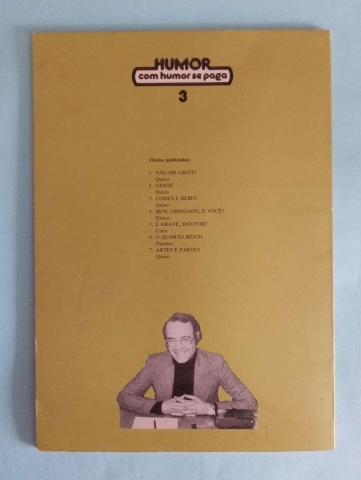 HUMOR
com humor se paga
3
Títulos publicados:
1. NÃO ME GRITE!
Quino
2. GENTE
Quino
3. COMES E BEBES
Quino
4. BEM, OBRIGADO, E VOCÊ?
Quino
5. É GRAVE, DOCTOR?
6. O QUARTO REICH
Palomo
7. ARTES E PARTES
Quino